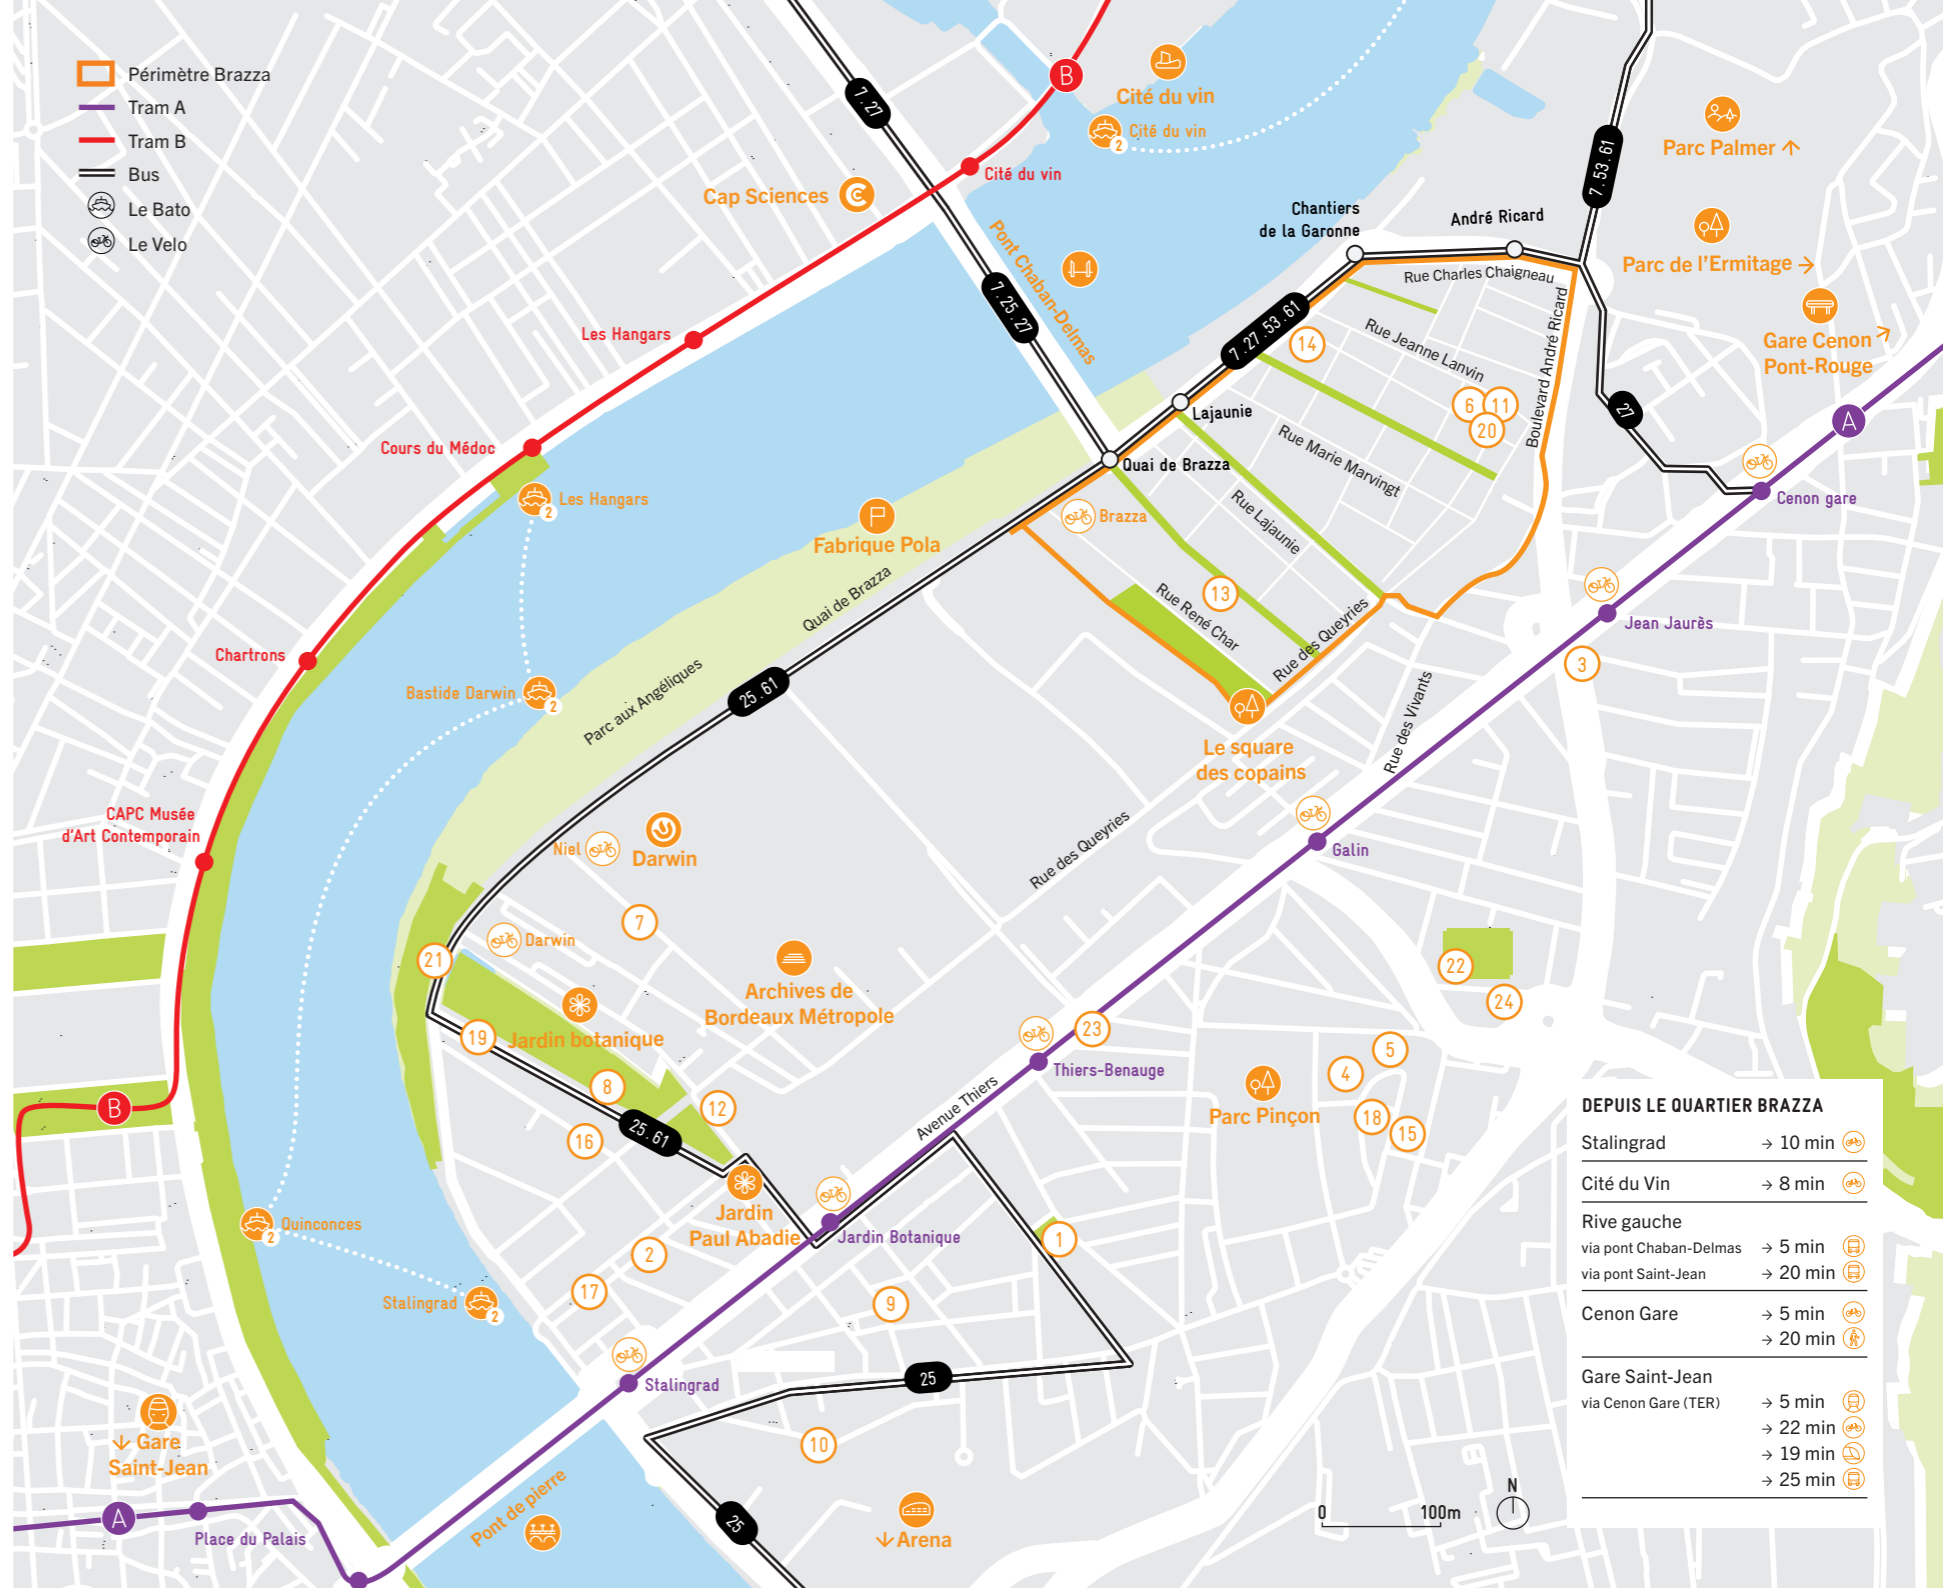 Périmètre Brazza
Tram A
Tram B
Bus
Le Bato
Le Velo
7.27
B
Cité du vin
Cité du vin
2
Cité du vin
Cap Sciences
Pont Chaban-Delmas
7.25.27
Chantiers
de la Garonne
André Ricard
7.53.61
Parc Palmer ↑
Parc de l'Ermitage →
Gare Cenon ↗
Pont-Rouge
A
Rue Charles Chaigneau
Boulevard André Ricard
Rue Jeanne Lanvin
7.27.53.61
14
6
11
20
27
Les Hangars
Cours du Médoc
Les Hangars
2
Lajaunie
Quai de Brazza
Rue Marie Marvingt
Rue Lajaunie
Cenon gare
Brazza
Fabrique Pola
Quai de Brazza
13
Rue René Char
Rue des Queyries
Jean Jaurès
3
Chartrons
Bastide Darwin
2
Parc aux Angéliques
25.61
Le square
des copains
Rue des Vivants
CAPC Musée
d'Art Contemporain
Niel
Darwin
Rue des Queyries
Galin
7
Darwin
21
Archives de
Bordeaux Métropole
22
24
19
Jardin botanique
23
Thiers-Benauge
5
4
18
15
Parc Pinçon
8
12
16
25.61
Avenue Thiers
B
Jardin
Paul Abadie
Jardin Botanique
1
Quinconces
2
2
17
9
Stalingrad
2
Stalingrad
25
10
↓ Gare
Saint-Jean
A
Place du Palais
Pont de pierre
25
↓ Arena
0
100m
N
DEPUIS LE QUARTIER BRAZZA
Stalingrad → 10 min
Cité du Vin → 8 min
Rive gauche
via pont Chaban-Delmas → 5 min
via pont Saint-Jean → 20 min
Cenon Gare → 5 min
→ 20 min
Gare Saint-Jean
via Cenon Gare (TER) → 5 min
→ 22 min
→ 19 min
→ 25 min